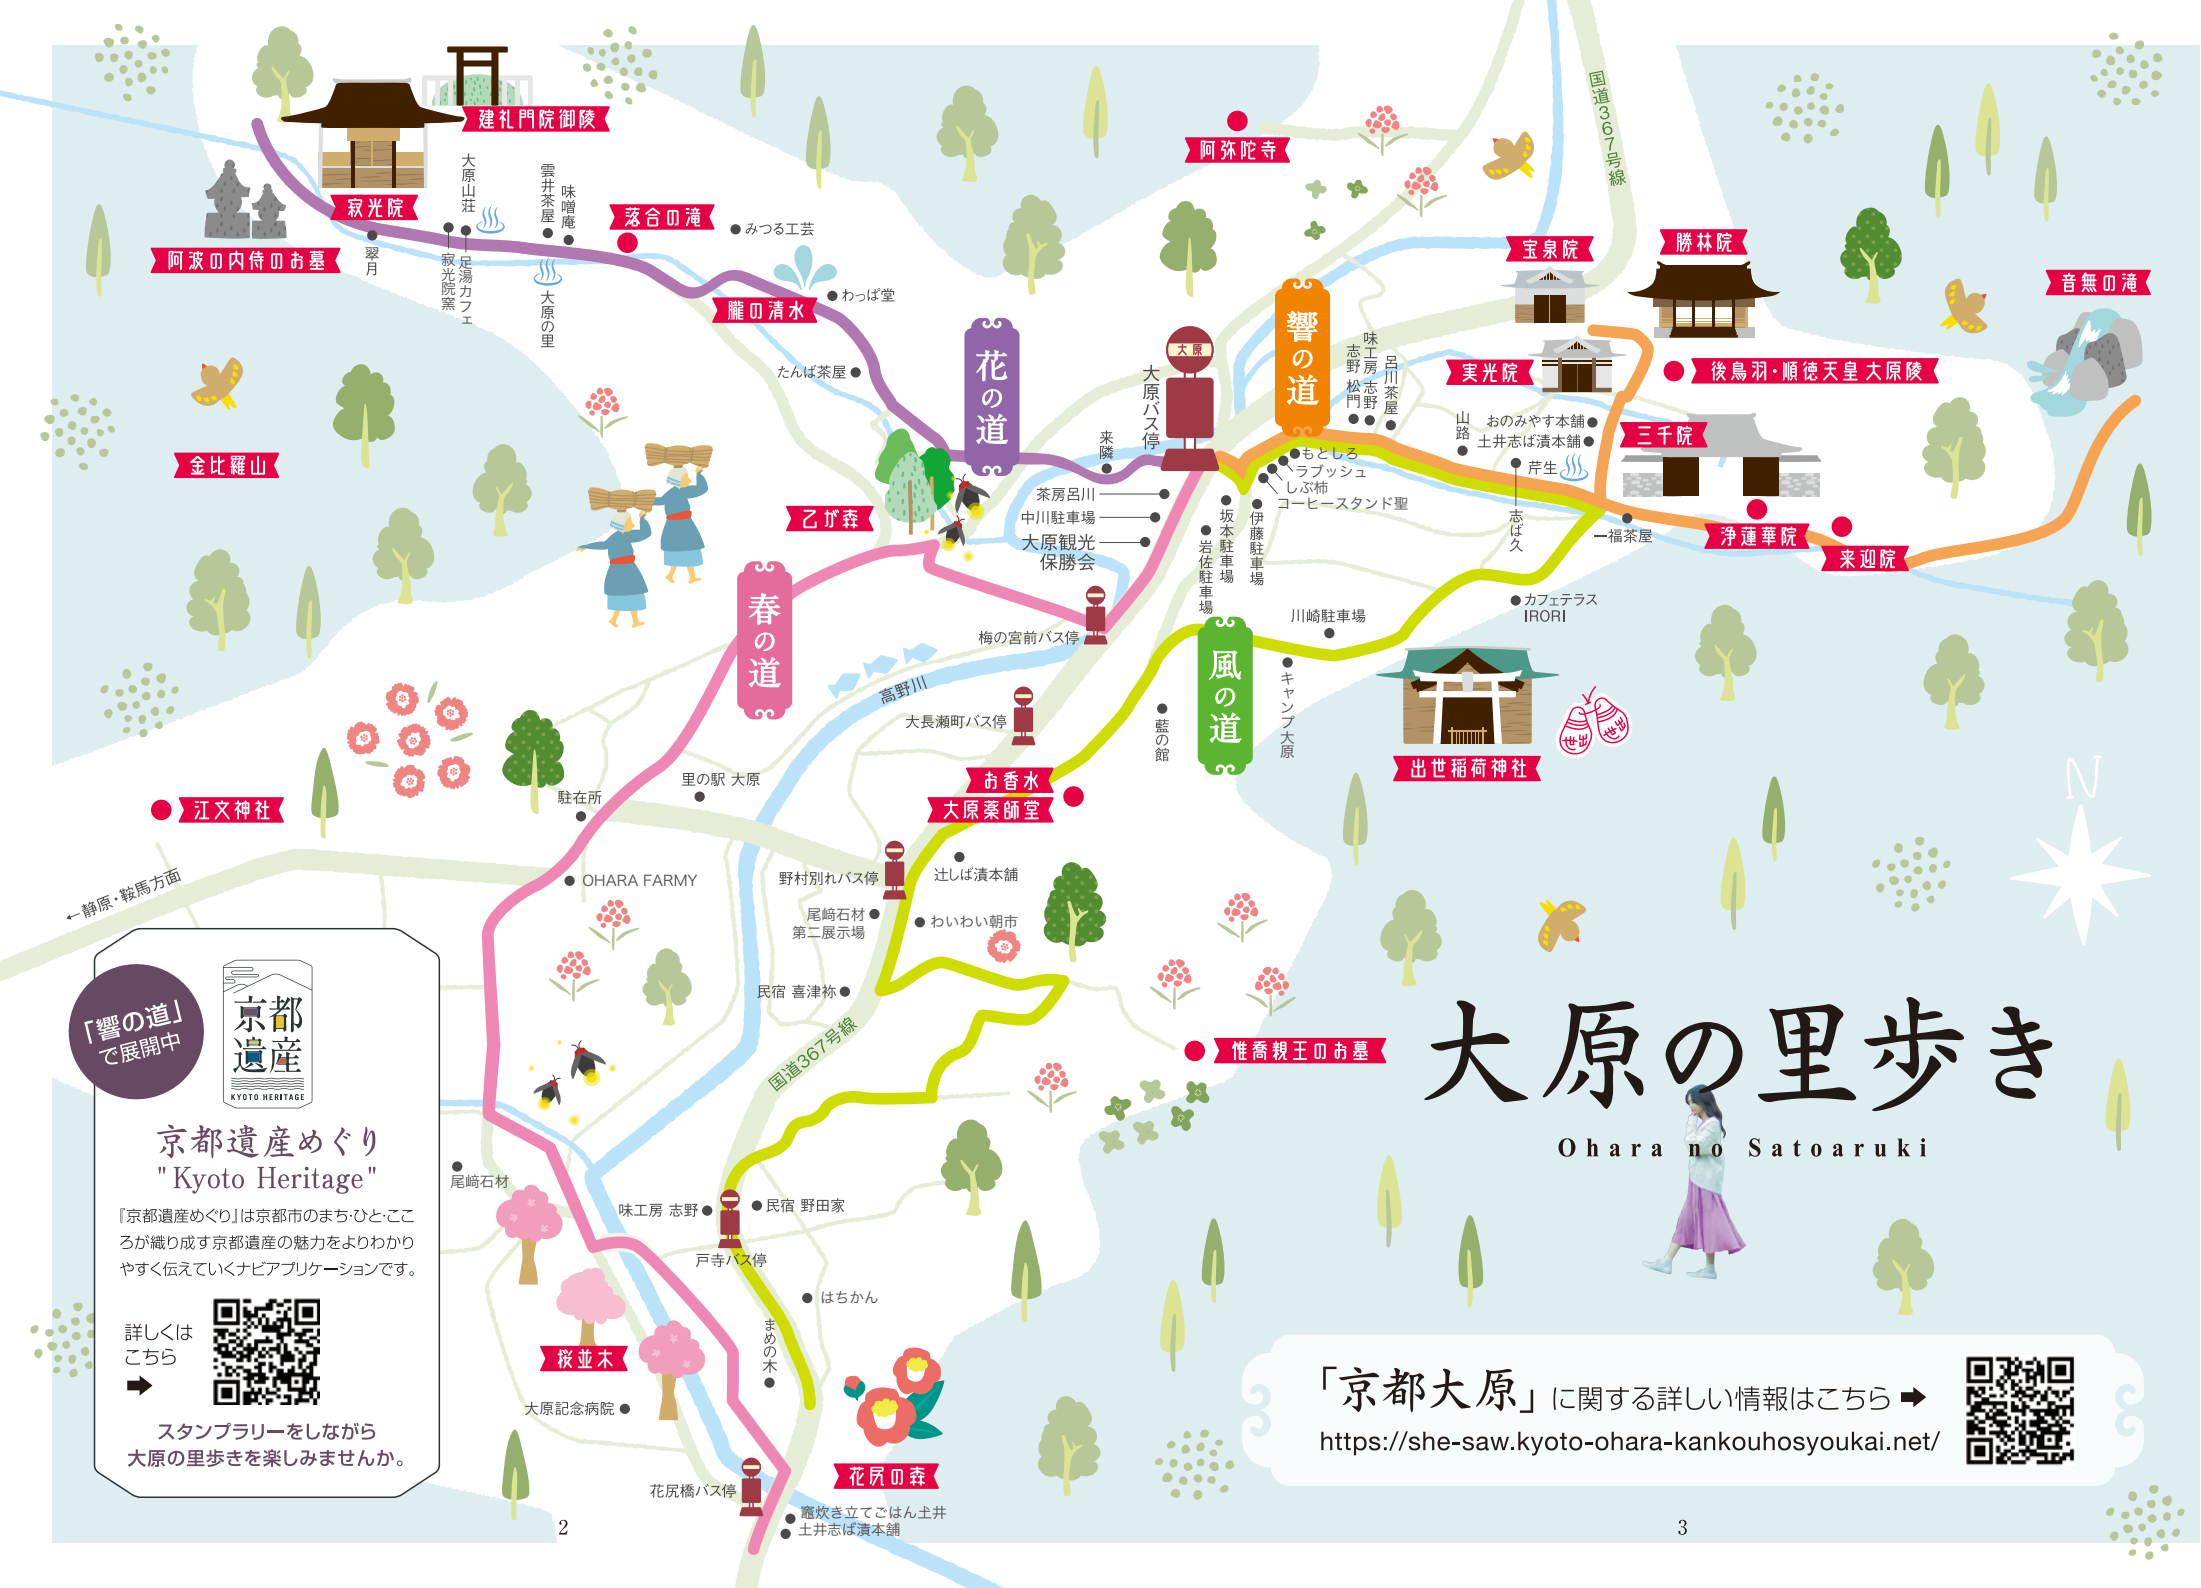 建礼門院御陵
寂光院
阿波の内侍のお墓
大原山荘
雲井茶屋
味噌庵
翠月
寂光院窯
足湯カフェ
大原の里
落合の滝
みつる工芸
朧の清水
わっぱ堂
たんば茶屋
金比羅山
乙が森
花の道
大原
大原バス停
来隣
茶房呂川
中川駐車場
大原観光
保勝会
阿弥陀寺
国道367号線
響の道
志野 松門
味工房 志野
呂川茶屋
もとしろ
ラブッシュ
しぶ柿
コーヒースタンド聖
坂本駐車場
伊藤駐車場
岩佐駐車場
宝泉院
勝林院
実光院
後鳥羽・順徳天皇 大原陵
音無の滝
三千院
山路
おのみやす本舗
土井志ば漬本舗
芹生
志ば久
一福茶屋
浄蓮華院
来迎院
カフェテラス
IRORI
川崎駐車場
風の道
キャンプ大原
藍の館
出世稲荷神社
出世
出世
春の道
梅の宮前バス停
高野川
大長瀬町バス停
お香水
大原薬師堂
里の駅 大原
駐在所
江文神社
←静原・鞍馬方面
OHARA FARMY
野村別れバス停
辻しば漬本舗
尾﨑石材
第二展示場
わいわい朝市
民宿 喜津祢
国道367号線
惟喬親王のお墓
尾﨑石材
味工房 志野
民宿 野田家
戸寺バス停
はちかん
まめの木
桜並木
大原記念病院
花尻橋バス停
花尻の森
竈炊き立てごはん土井
土井志ば漬本舗
「響の道」
で展開中
京都
遺産
KYOTO HERITAGE
京都遺産めぐり
"Kyoto Heritage"
『京都遺産めぐり』は京都市のまち・ひと・ここ
ろが織り成す京都遺産の魅力をよりわかり
やすく伝えていくナビアプリケーションです。
詳しくは
こちら
➡
スタンプラリーをしながら
大原の里歩きを楽しみませんか。
N
大原の里歩き
Ohara no Satoaruki
「京都大原」に関する詳しい情報はこちら➡
https://she-saw.kyoto-ohara-kankouhosyoukai.net/
2
3